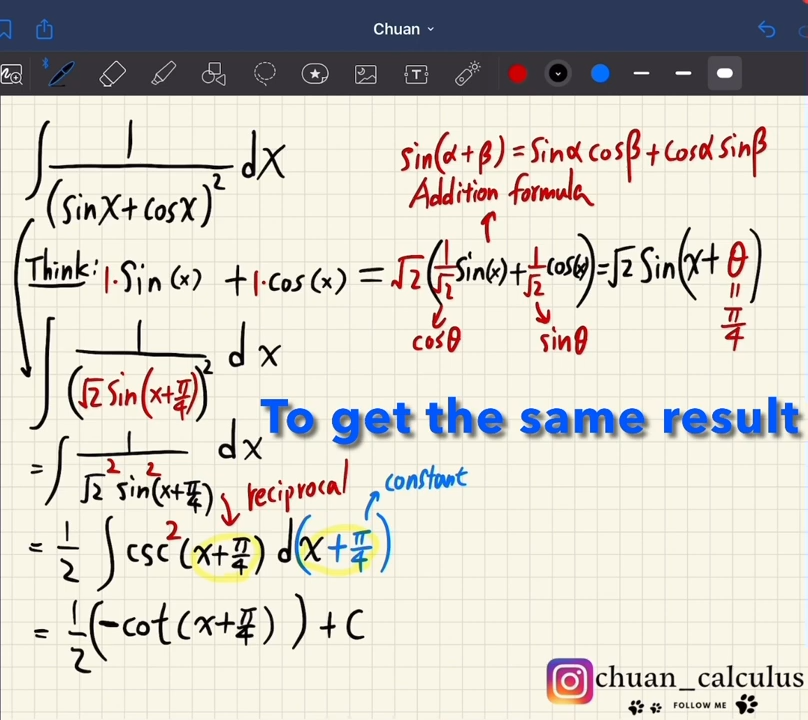 Chuan
∫ 1/(sinx+cosx)² dx
sin(α+β)=sinα cosβ+cosα sinβ
Addition formula
Think: 1·Sin(x) + 1·cos(x) = √2(1/√2 Sin(x)+1/√2 cos(x))=√2 Sin(x+θ)
cosθ
sinθ
= π/4
∫ 1/(√2 Sin(x+π/4))² dx
To get the same result
= ∫ 1/(√2² sin²(x+π/4)) dx
reciprocal
constant
= 1/2 ∫ csc²(x+π/4) d(x+π/4)
= 1/2(-cot(x+π/4))+C
chuan_calculus
FOLLOW ME